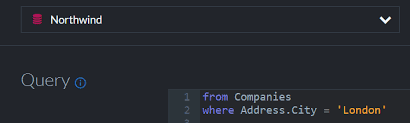 Northwind
Query
1 from Companies
2 where Address.City = 'London'
3